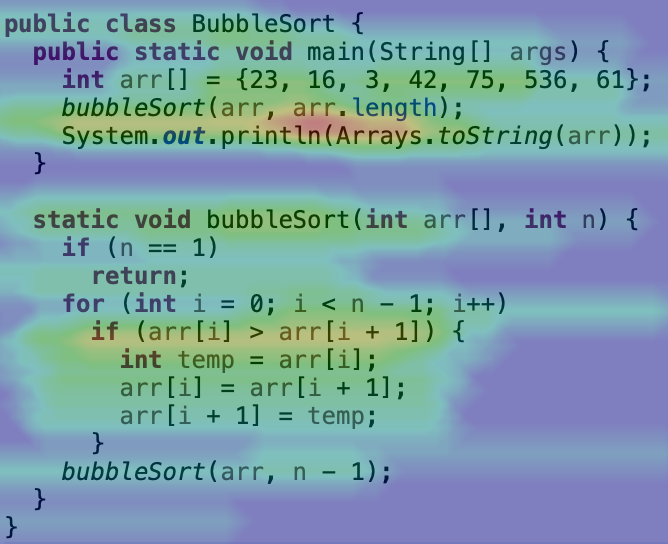 public class BubbleSort {
  public static void main(String[] args) {
    int arr[] = {23, 16, 3, 42, 75, 536, 61};
    bubbleSort(arr, arr.length);
    System.out.println(Arrays.toString(arr));
  }

  static void bubbleSort(int arr[], int n) {
    if (n == 1)
      return;
    for (int i = 0; i < n - 1; i++)
      if (arr[i] > arr[i + 1]) {
        int temp = arr[i];
        arr[i] = arr[i + 1];
        arr[i + 1] = temp;
      }
    bubbleSort(arr, n - 1);
  }
}